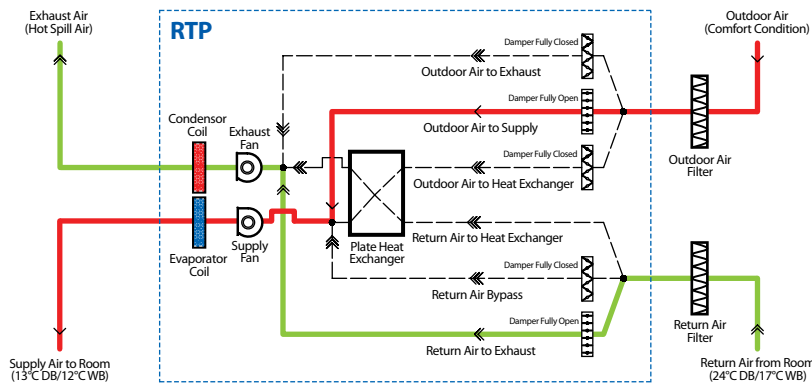 Exhaust Air
(Hot Spill Air)
RTP
Outdoor Air
(Comfort Condition)
Damper Fully Closed
Outdoor Air to Exhaust
Damper Fully Open
Outdoor Air to Supply
Condensor
Coil
Exhaust
Fan
Damper Fully Closed
Outdoor Air to Heat Exchanger
Outdoor Air
Filter
Return Air to Heat Exchanger
Evaporator
Coil
Supply
Fan
Plate Heat
Exchanger
Damper Fully Closed
Return Air Bypass
Damper Fully Open
Return Air to Exhaust
Return Air
Filter
Supply Air to Room
(13°C DB/12°C WB)
Return Air from Room
(24°C DB/17°C WB)